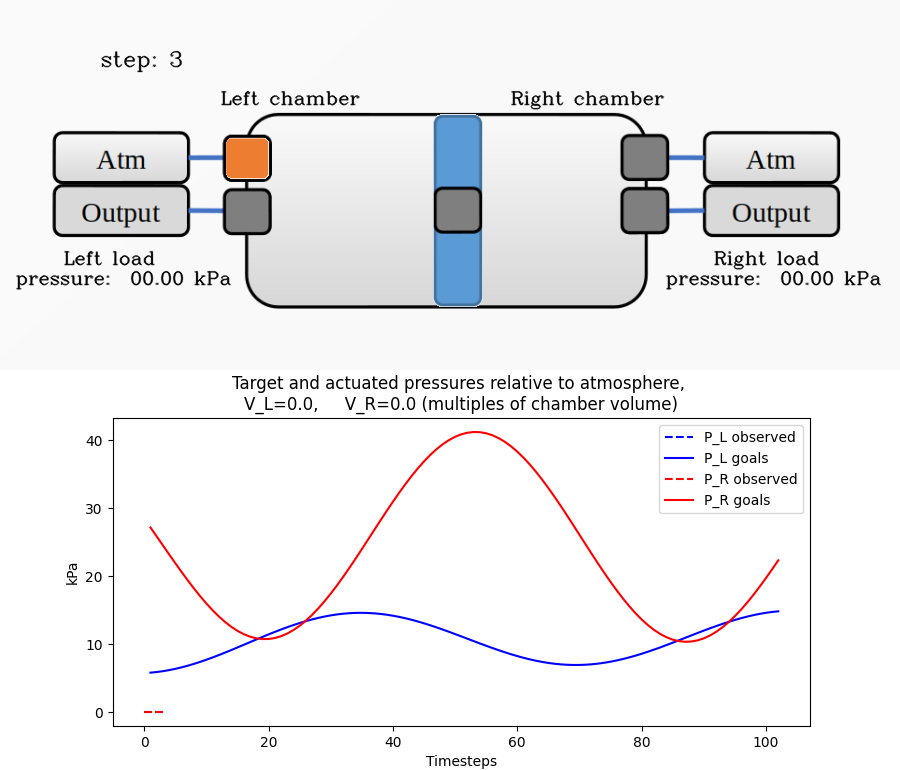 step: 3
Left chamber
Right chamber
Atm
Atm
Output
Output
Left load
pressure: 00.00 kPa
Right load
pressure: 00.00 kPa
Target and actuated pressures relative to atmosphere,
V_L=0.0, V_R=0.0 (multiples of chamber volume)
P_L observed
P_L goals
P_R observed
P_R goals
kPa
40
30
20
10
0
0 20 40 60 80 100
Timesteps